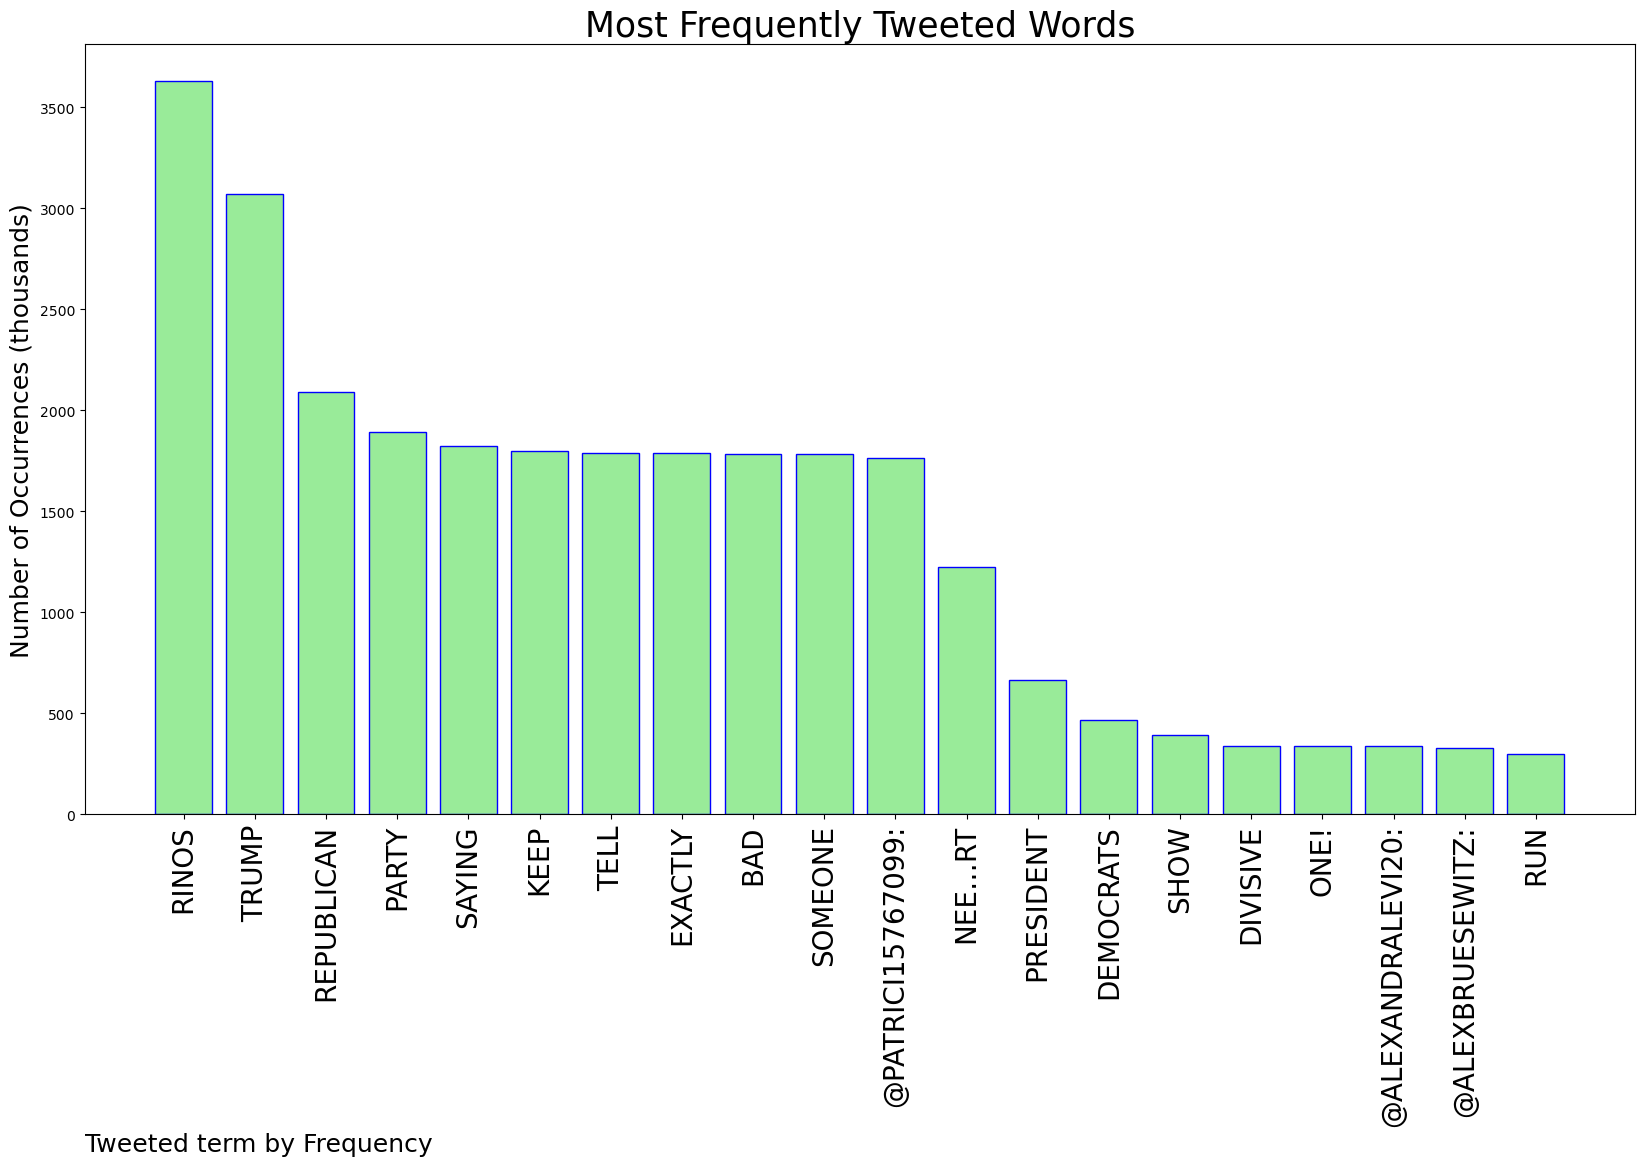 Most Frequently Tweeted Words
Number of Occurrences (thousands)
3500
3000
2500
2000
1500
1000
500
0
RINOS
TRUMP
REPUBLICAN
PARTY
SAYING
KEEP
TELL
EXACTLY
BAD
SOMEONE
@PATRICI15767099:
NEE…RT
PRESIDENT
DEMOCRATS
SHOW
DIVISIVE
ONE!
@ALEXANDRALEVI20:
@ALEXBRUESEWITZ:
RUN
Tweeted term by Frequency